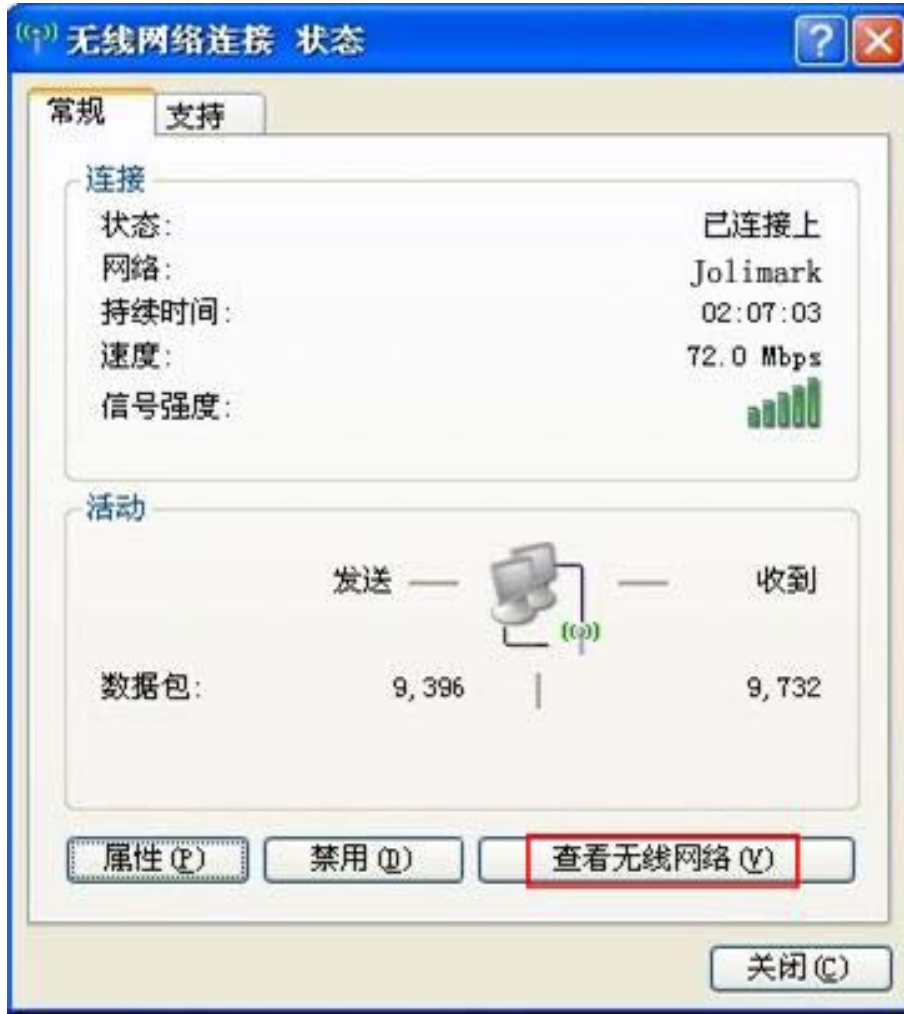 无线网络连接 状态
常规 支持
连接
状态: 已连接上
网络: Jolimark
持续时间: 02:07:03
速度: 72.0 Mbps
信号强度:
活动
发送 — — 收到
数据包: 9,396 | 9,732
属性(P) 禁用(D) 查看无线网络(V)
关闭(C)